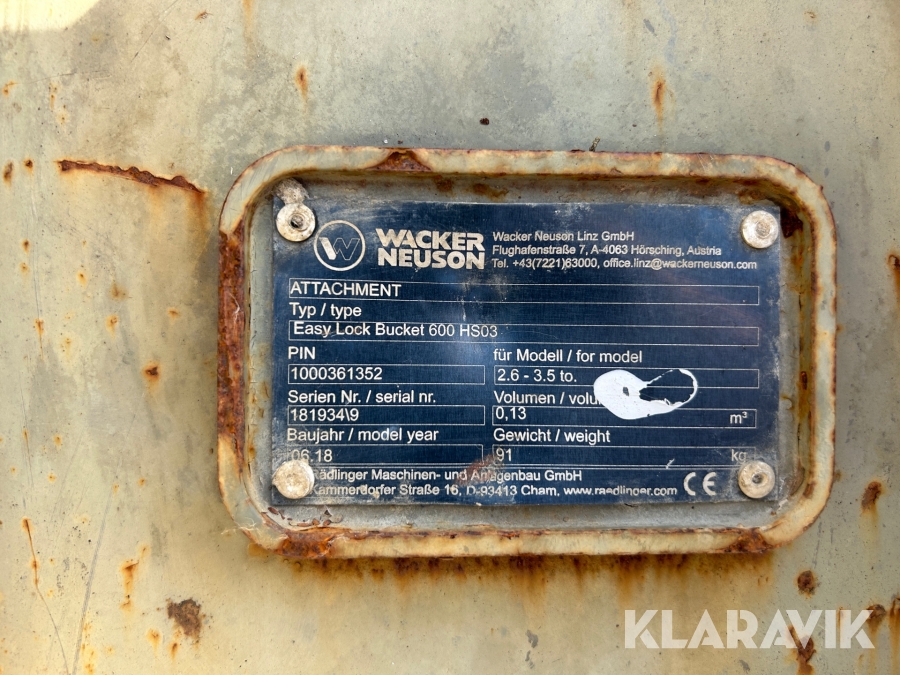 WACKER
NEUSON
Wacker Neuson Linz GmbH
Flughafenstraße 7, A-4063 Hörsching, Austria
Tel. +43(7221)63000, office.linz@wackerneuson.com
ATTACHMENT
Typ / type
Easy Lock Bucket 600 HS03
PIN
für Modell / for model
1000361352
2.6 - 3.5 to.
Serien Nr. / serial nr.
Volumen /
181934\9
0,13 m³
Baujahr / model year
Gewicht / weight
06.18
91 kg
Rädlinger Maschinen- und Anlagenbau GmbH
Kammerdorfer Straße 16, D-93413 Cham, www.raedlinger.com CE
KLARAVIK